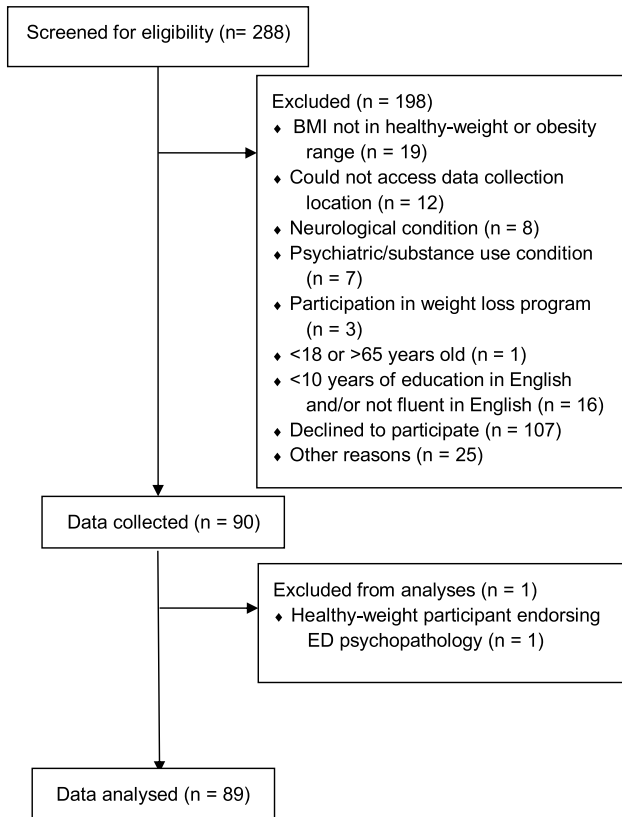 Screened for eligibility (n= 288)
Excluded (n = 198)
♦ BMI not in healthy-weight or obesity
range (n = 19)
♦ Could not access data collection
location (n = 12)
♦ Neurological condition (n = 8)
♦ Psychiatric/substance use condition
(n = 7)
♦ Participation in weight loss program
(n = 3)
♦ <18 or >65 years old (n = 1)
♦ <10 years of education in English
and/or not fluent in English (n = 16)
♦ Declined to participate (n = 107)
♦ Other reasons (n = 25)
Data collected (n = 90)
Excluded from analyses (n = 1)
♦ Healthy-weight participant endorsing
ED psychopathology (n = 1)
Data analysed (n = 89)